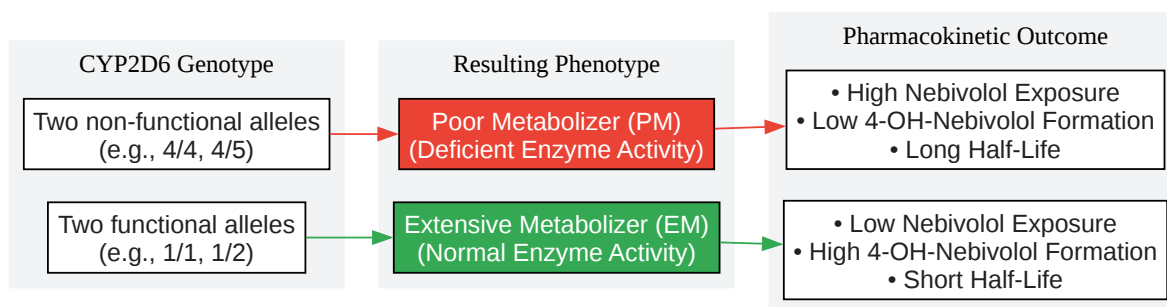 CYP2D6 Genotype
Two non-functional alleles
(e.g., 4/4, 4/5)
Two functional alleles
(e.g., 1/1, 1/2)
Resulting Phenotype
Poor Metabolizer (PM)
(Deficient Enzyme Activity)
Extensive Metabolizer (EM)
(Normal Enzyme Activity)
Pharmacokinetic Outcome
• High Nebivolol Exposure
• Low 4-OH-Nebivolol Formation
• Long Half-Life
• Low Nebivolol Exposure
• High 4-OH-Nebivolol Formation
• Short Half-Life